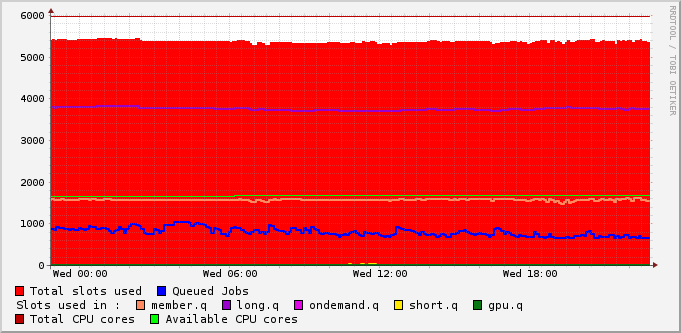 RRDTOOL / TOBI OETIKER
6000
5000
4000
3000
2000
1000
0
Wed 00:00 Wed 06:00 Wed 12:00 Wed 18:00
Total slots used Queued Jobs
Slots used in : member.q long.q ondemand.q short.q gpu.q
Total CPU cores Available CPU cores